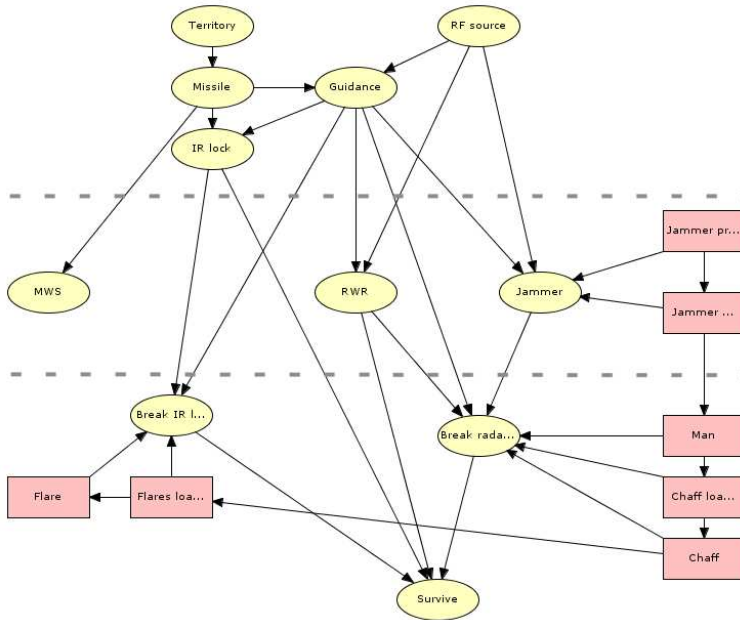 Territory
RF source
Missile
Guidance
IR lock
Jammer pr...
MWS
RWR
Jammer
Jammer ...
Break IR l...
Break rada...
Man
Flare
Flares loa...
Chaff loa...
Chaff
Survive